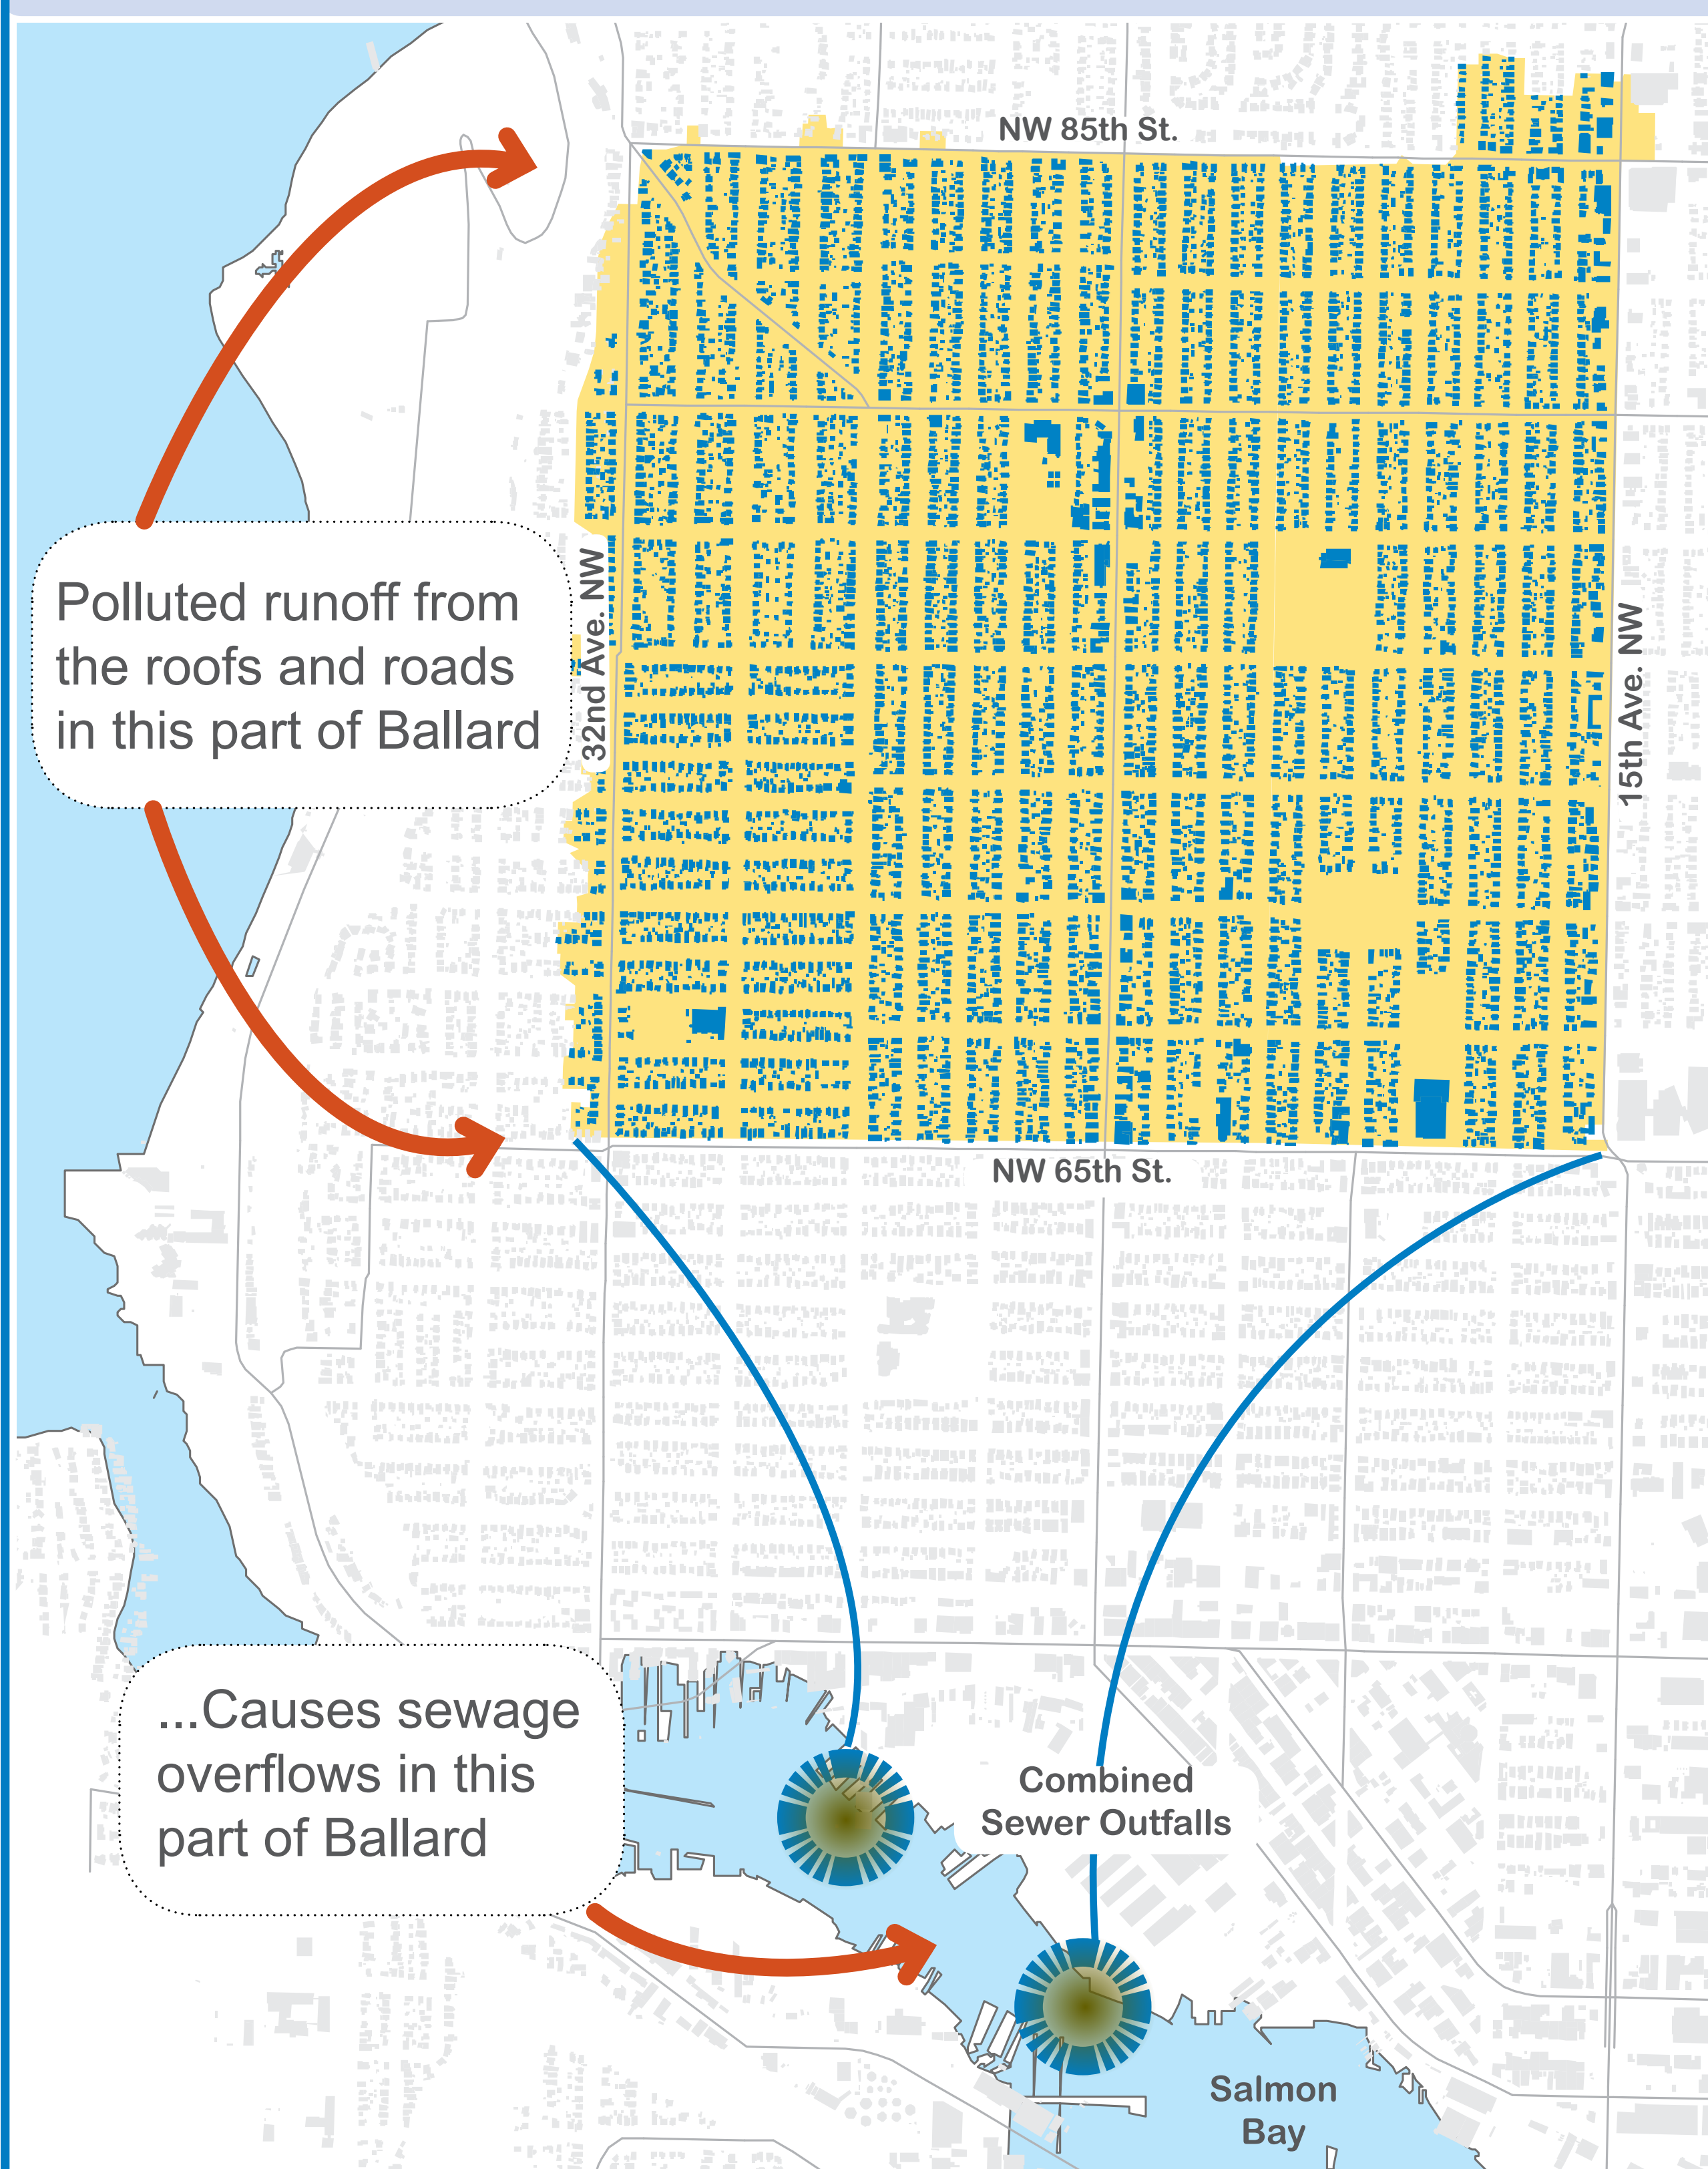 NW 85th St.
Polluted runoff from
the roofs and roads
in this part of Ballard
32nd Ave. NW
15th Ave. NW
NW 65th St.
...Causes sewage
overflows in this
part of Ballard
Combined
Sewer Outfalls
Salmon
Bay